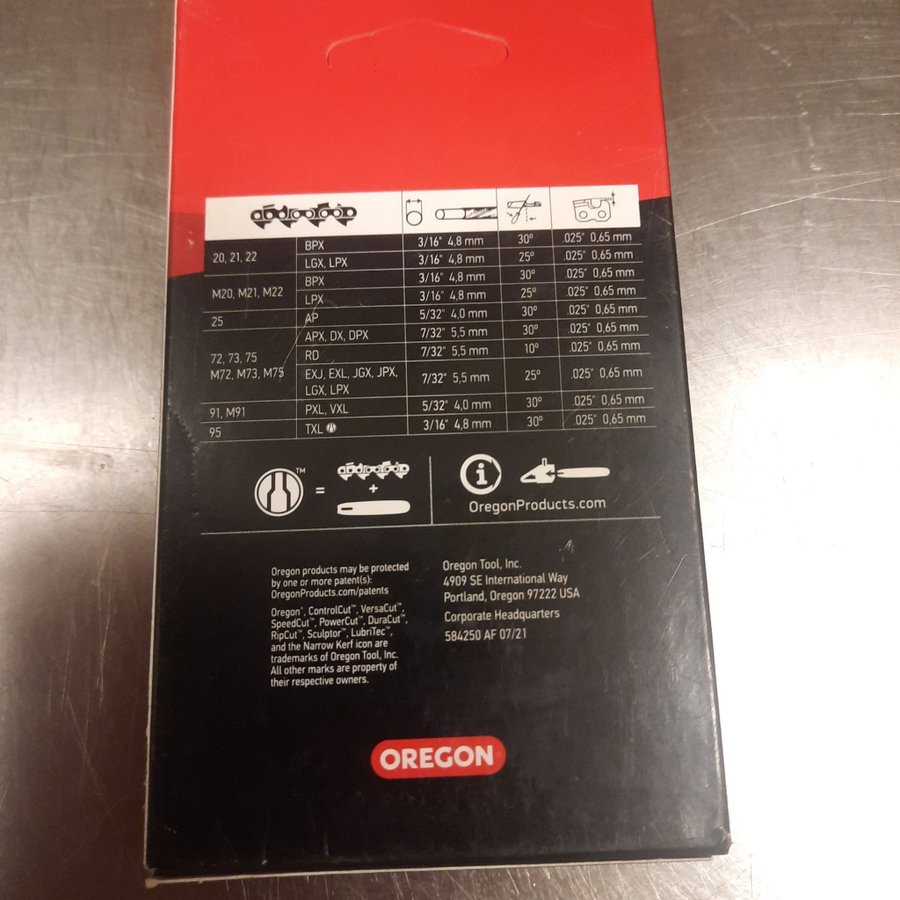 20, 21, 22 BPX 3/16" 4,8 mm 30° .025" 0,65 mm
LGX, LPX 3/16" 4,8 mm 25° .025" 0,65 mm
M20, M21, M22 BPX 3/16" 4,8 mm 30° .025" 0,65 mm
LPX 3/16" 4,8 mm 25° .025" 0,65 mm
25 AP 5/32" 4,0 mm 30° .025" 0,65 mm
72, 73, 75 APX, DX, DPX 7/32" 5,5 mm 30° .025" 0,65 mm
M72, M73, M75 RD 7/32" 5,5 mm 10° .025" 0,65 mm
EXJ, EXL, JGX, JPX, 7/32" 5,5 mm 25° .025" 0,65 mm
LGX, LPX
91, M91 PXL, VXL 5/32" 4,0 mm 30° .025" 0,65 mm
95 TXL 3/16" 4,8 mm 30° .025" 0,65 mm
TM = +
i
OregonProducts.com
Oregon products may be protected
by one or more patent(s):
OregonProducts.com/patents
Oregon®, ControlCut™, VersaCut™,
SpeedCut™, PowerCut™, DuraCut™,
RipCut™, Sculptor™, LubriTec™,
and the Narrow Kerf icon are
trademarks of Oregon Tool, Inc.
All other marks are property of
their respective owners.
Oregon Tool, Inc.
4909 SE International Way
Portland, Oregon 97222 USA
Corporate Headquarters
584250 AF 07/21
OREGON